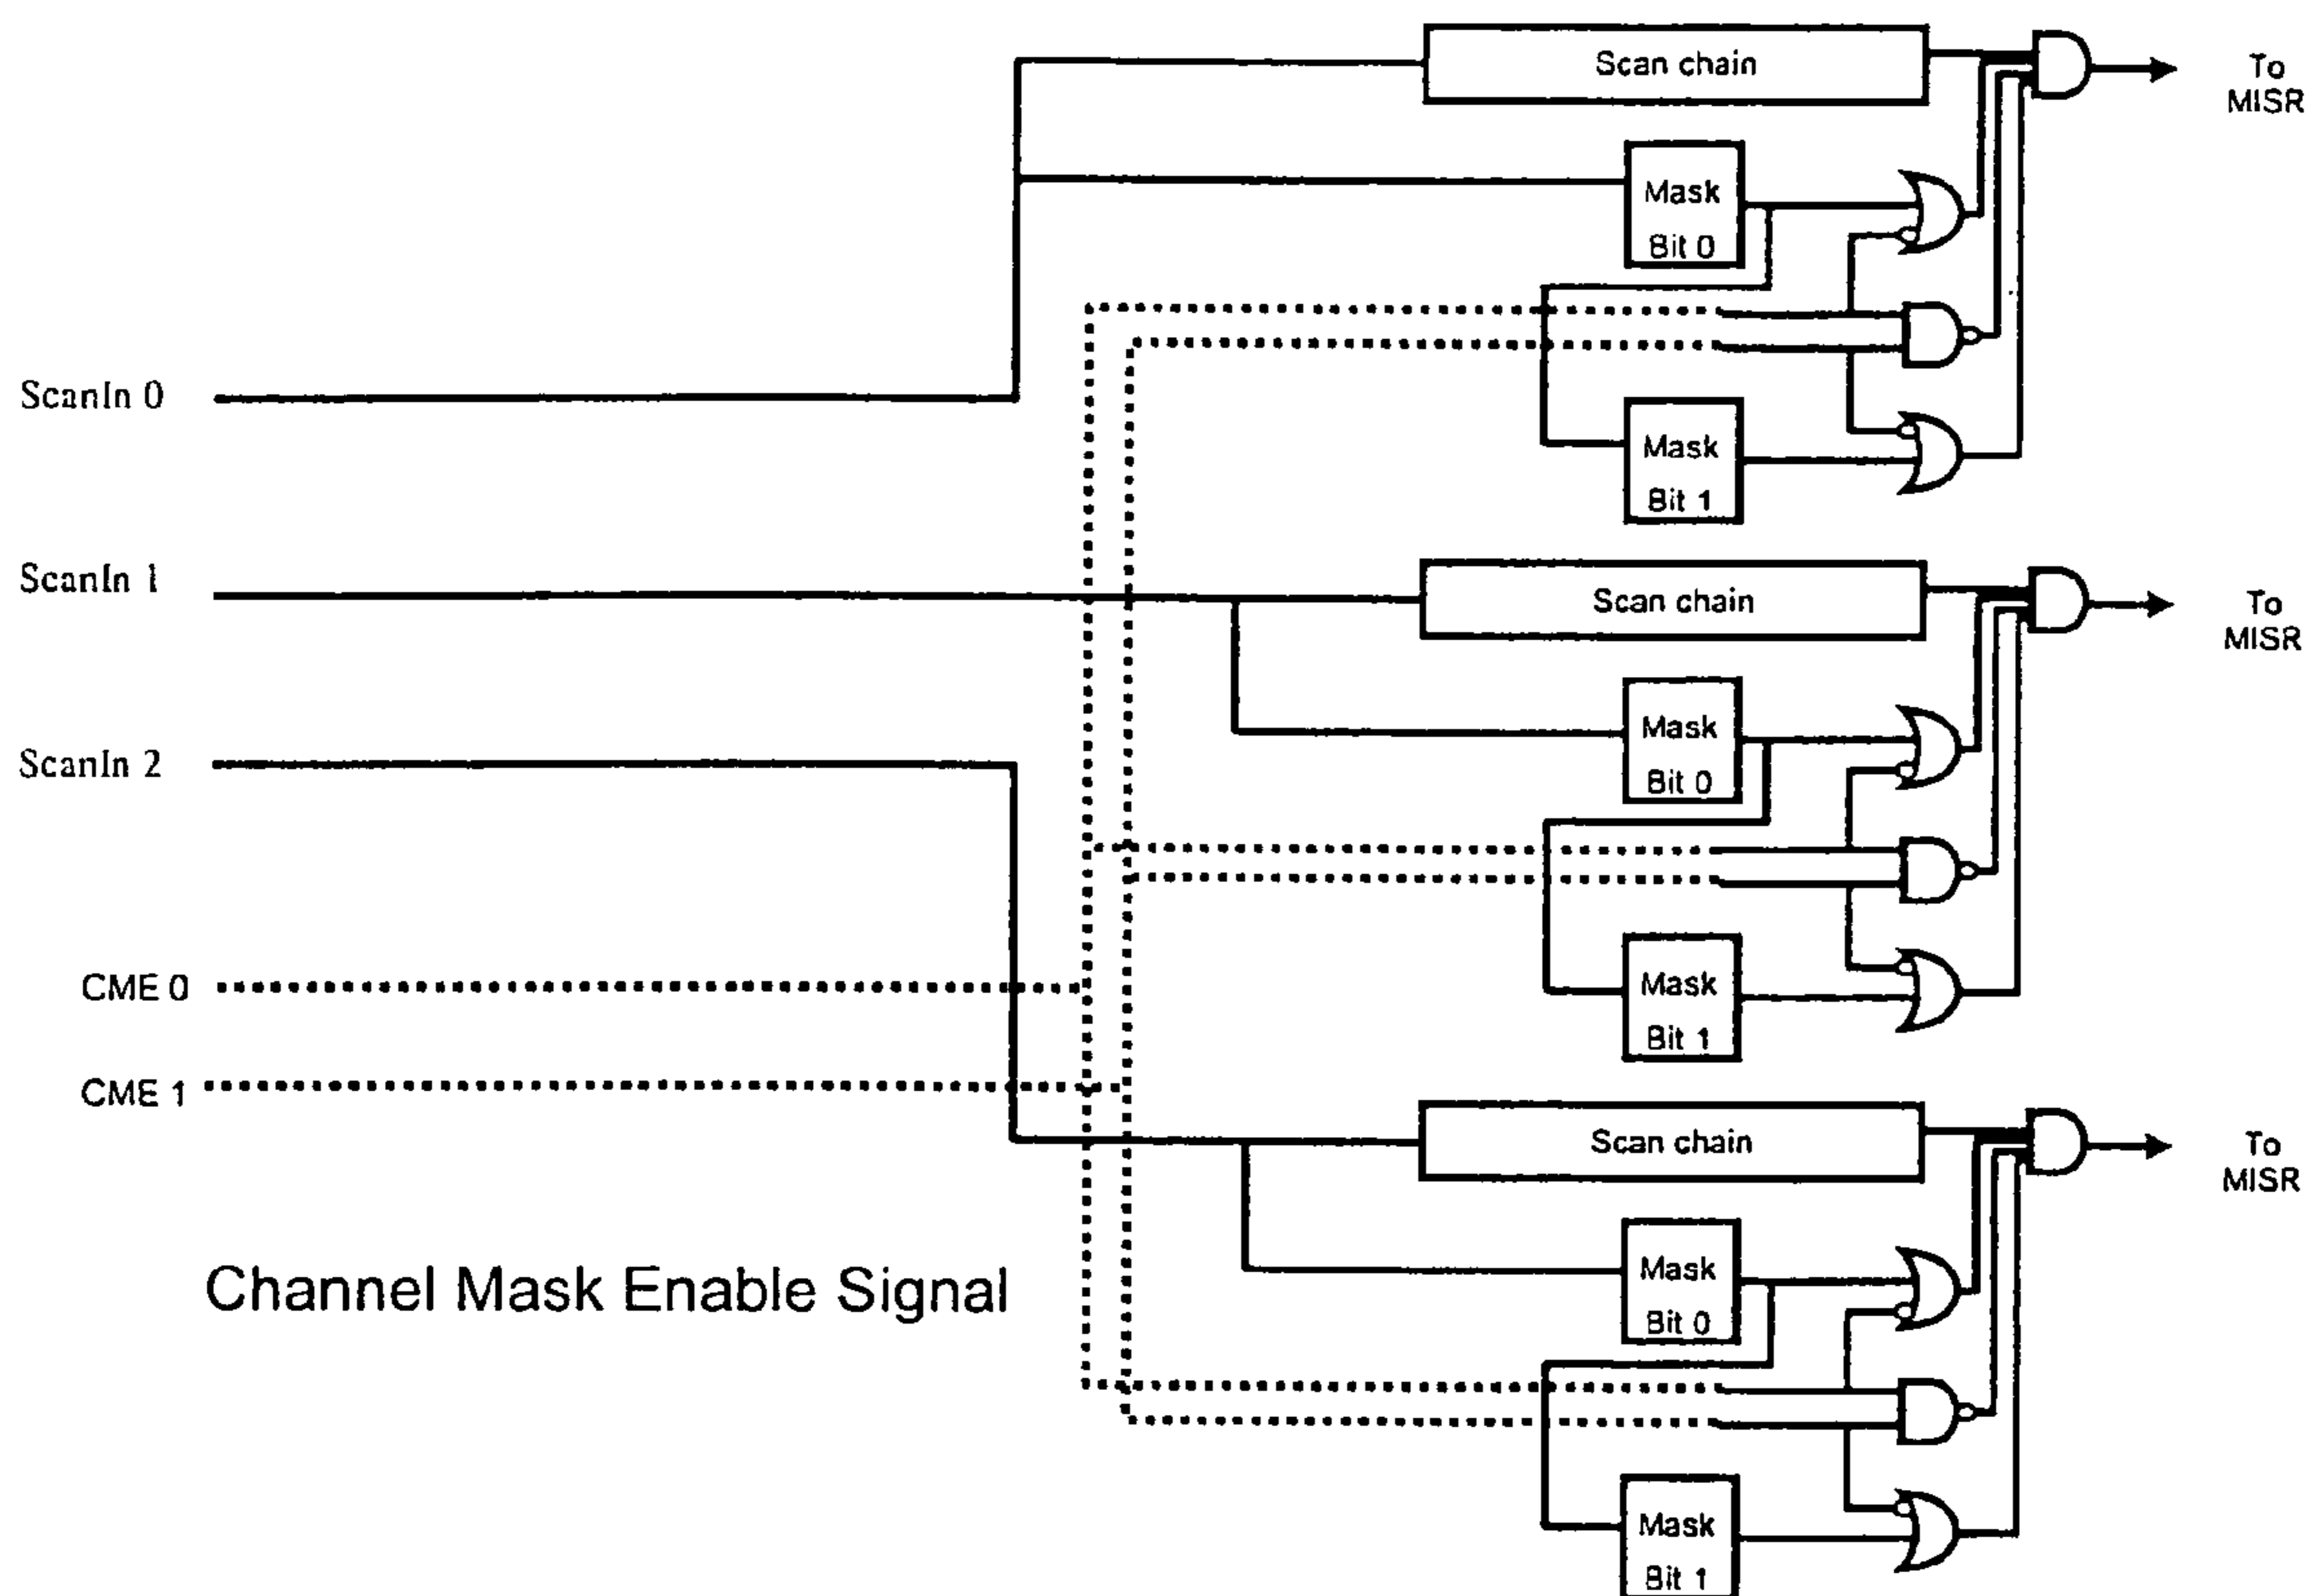 Scan chain
To
MISR
Mask
Bit 0
ScanIn 0
Mask
Bit 1
ScanIn 1
Scan chain
To
MISR
Mask
Bit 0
ScanIn 2
CME 0
Mask
Bit 1
CME 1
Scan chain
To
MISR
Channel Mask Enable Signal
Mask
Bit 0
Mask
Bit 1